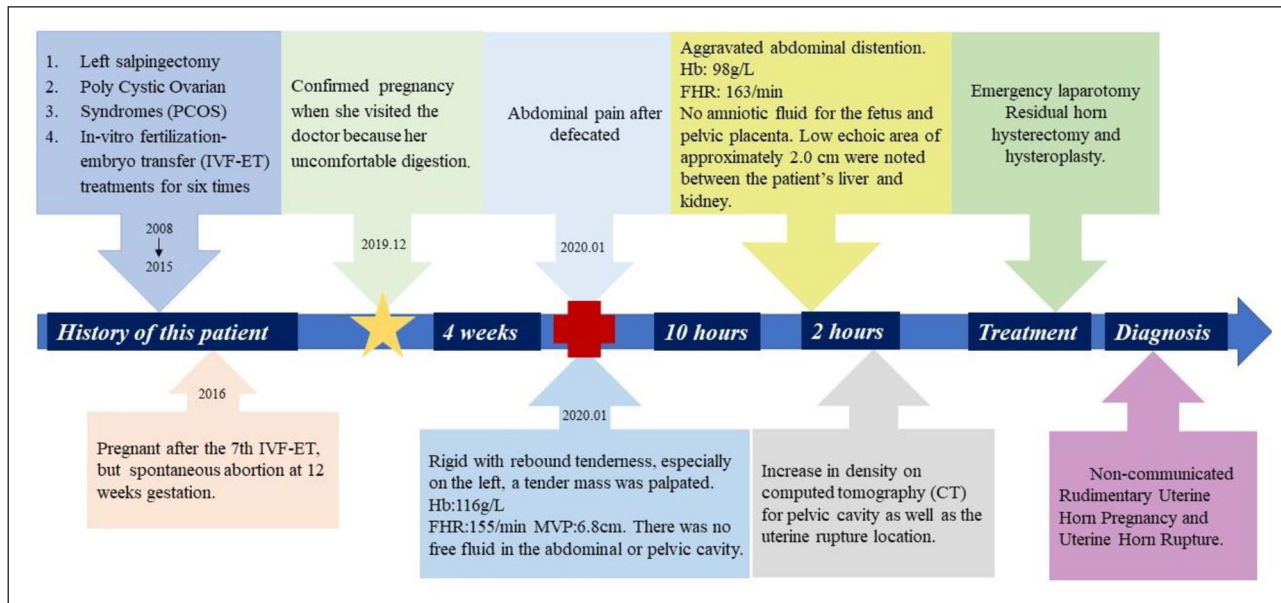 1. Left salpingectomy
2. Poly Cystic Ovarian
3. Syndromes (PCOS)
4. In-vitro fertilization-
embryo transfer (IVF-ET)
treatments for six times
2008
2015
Confirmed pregnancy
when she visited the
doctor because her
uncomfortable digestion.
2019.12
Abdominal pain after
defecated
2020.01
Aggravated abdominal distention.
Hb: 98g/L
FHR: 163/min
No amniotic fluid for the fetus and
pelvic placenta. Low echoic area of
approximately 2.0 cm were noted
between the patient's liver and
kidney.
Emergency laparotomy
Residual horn
hysterectomy and
hysteroplasty.
History of this patient
4 weeks
10 hours
2 hours
Treatment
Diagnosis
2016
Pregnant after the 7th IVF-ET,
but spontaneous abortion at 12
weeks gestation.
2020.01
Rigid with rebound tenderness, especially
on the left, a tender mass was palpated.
Hb:116g/L
FHR:155/min MVP:6.8cm. There was no
free fluid in the abdominal or pelvic cavity.
Increase in density on
computed tomography (CT)
for pelvic cavity as well as the
uterine rupture location.
Non-communicated
Rudimentary Uterine
Horn Pregnancy and
Uterine Horn Rupture.